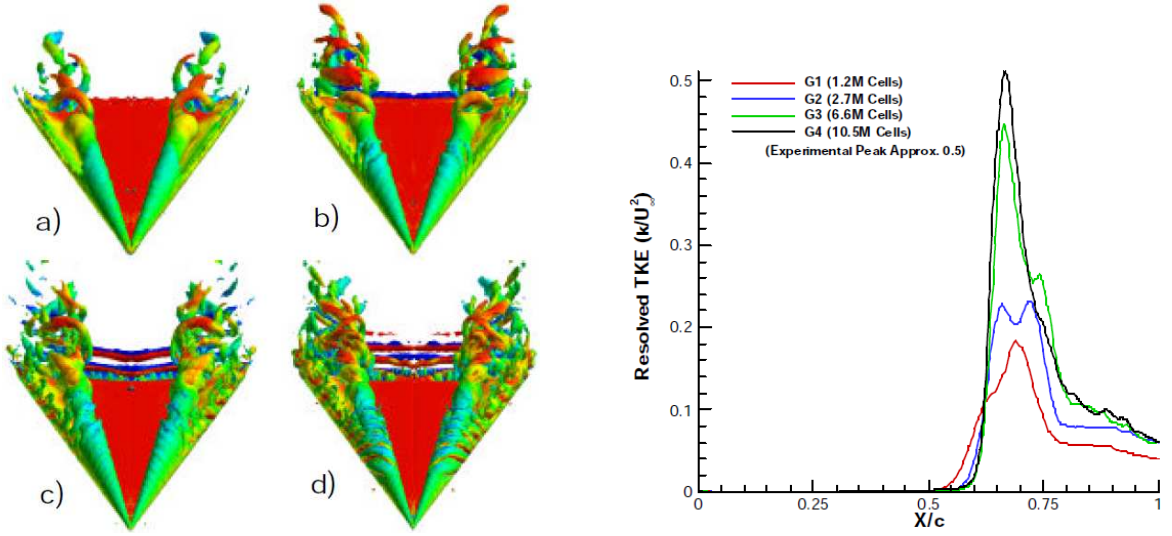 a)
b)
c)
d)
Resolved TKE (k/U²∞)
0.5
0.4
0.3
0.2
0.1
0
G1 (1.2M Cells)
G2 (2.7M Cells)
G3 (6.6M Cells)
G4 (10.5M Cells)
(Experimental Peak Approx. 0.5)
0
0.25
0.5
0.75
1
X/c